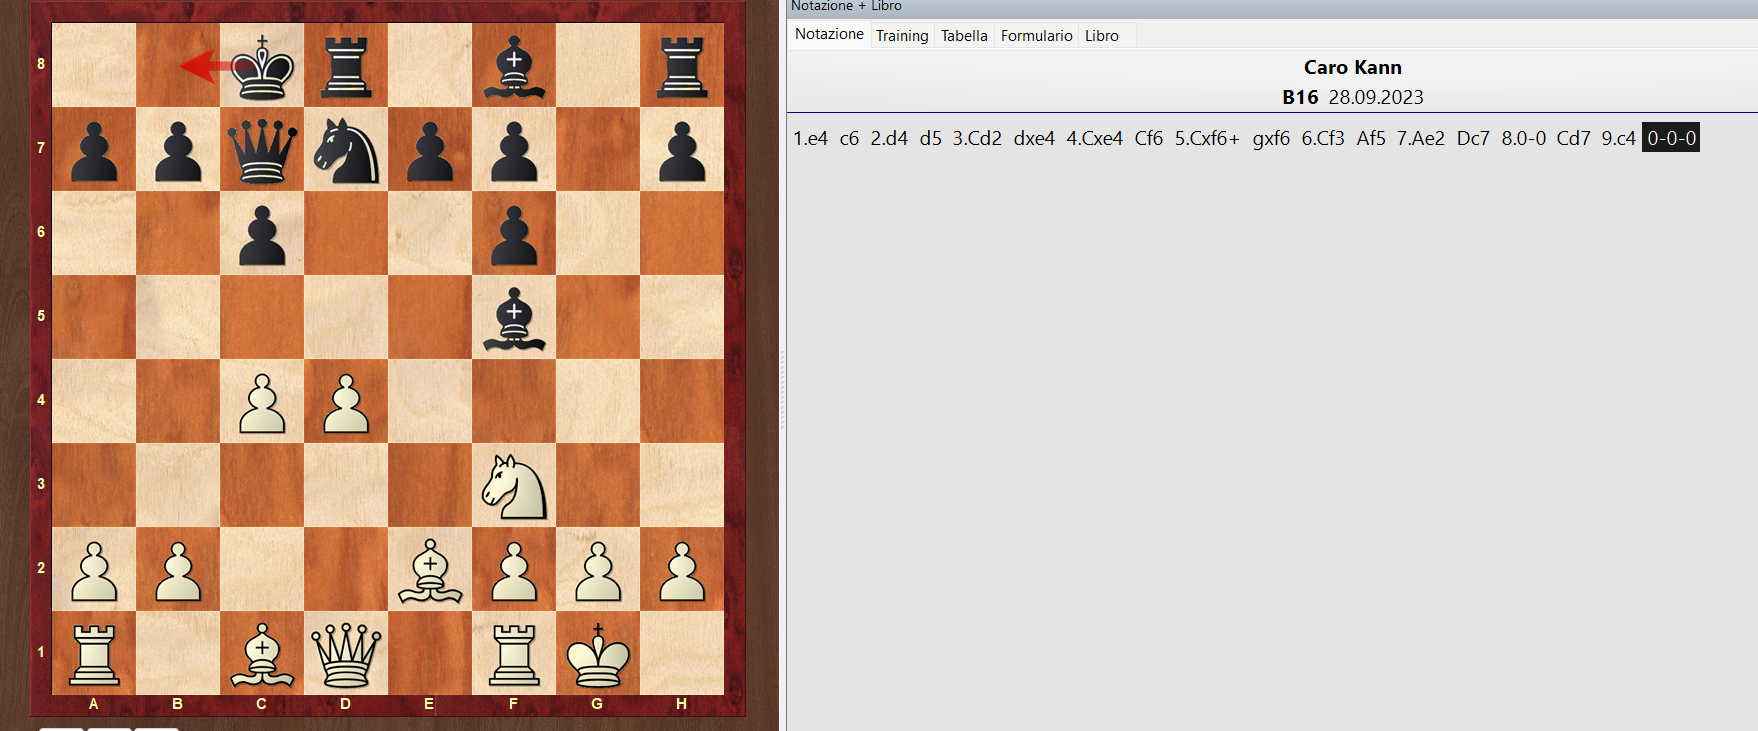 Notazione + Libro
Notazione Training Tabella Formulario Libro
Caro Kann
B16 28.09.2023
1.e4 c6 2.d4 d5 3.Cd2 dxe4 4.Cxe4 Cf6 5.Cxf6+ gxf6 6.Cf3 Af5 7.Ae2 Dc7 8.0-0 Cd7 9.c4 0-0-0
8
7
6
5
4
3
2
1
A B C D E F G H